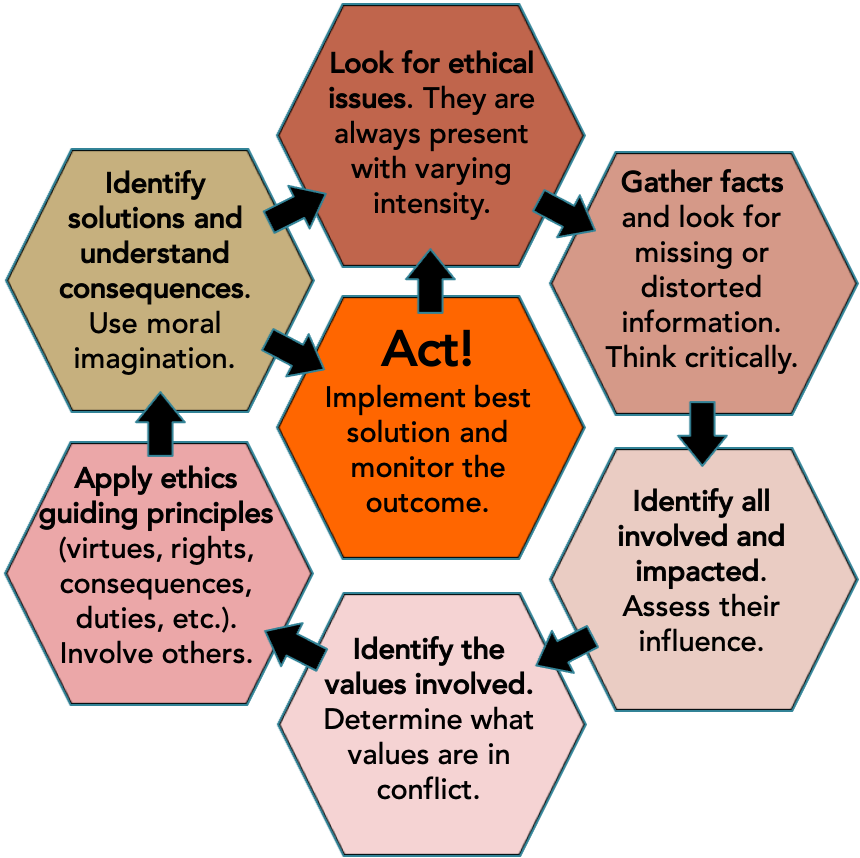 Look for ethical
issues. They are
always present
with varying
intensity.
Gather facts
and look for
missing or
distorted
information.
Think critically.
Identify all
involved and
impacted.
Assess their
influence.
Identify the
values involved.
Determine what
values are in
conflict.
Apply ethics
guiding principles
(virtues, rights,
consequences,
duties, etc.).
Involve others.
Identify
solutions and
understand
consequences.
Use moral
imagination.
Act!
Implement best
solution and
monitor the
outcome.